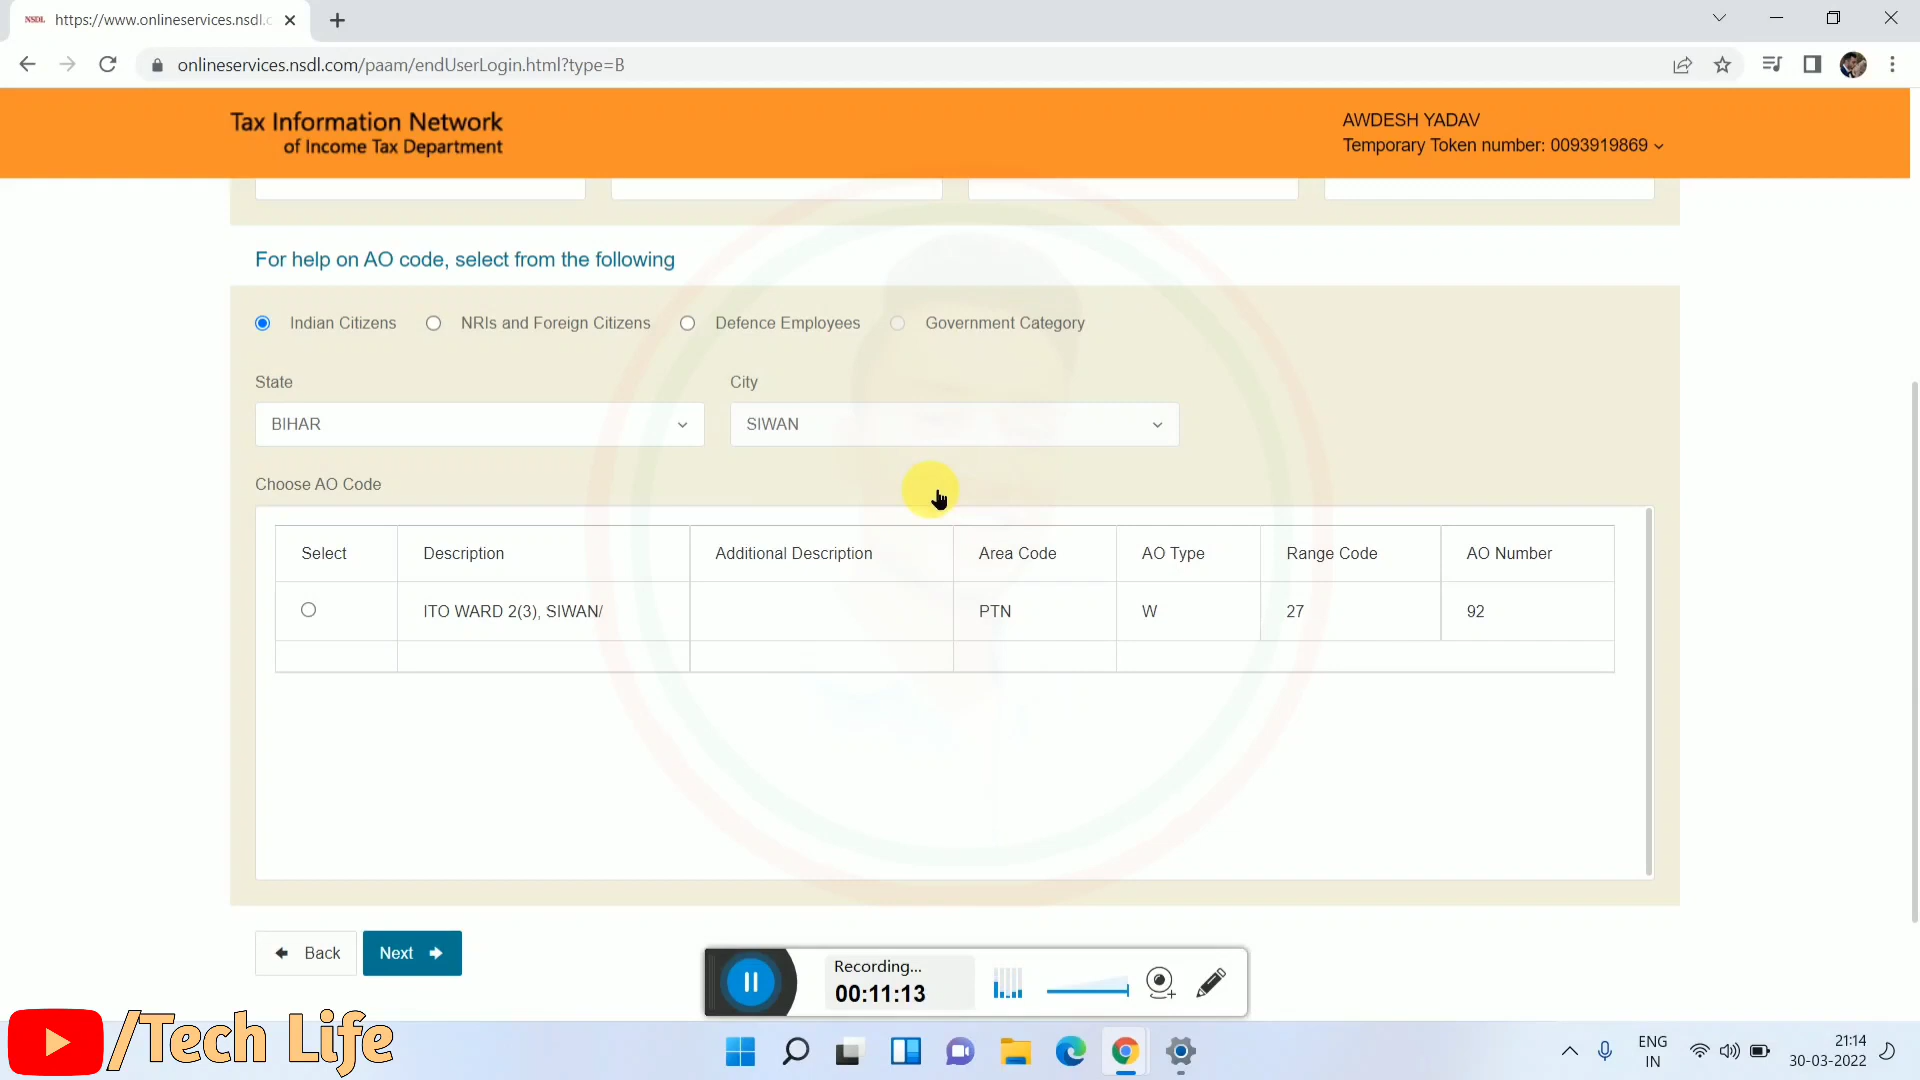 NSDL https://www.onlineservices.nsdl.c
onlineservices.nsdl.com/paam/endUserLogin.html?type=B
Tax Information Network
of Income Tax Department
AWDESH YADAV
Temporary Token number: 0093919869
For help on AO code, select from the following
Indian Citizens NRIs and Foreign Citizens Defence Employees Government Category
State City
BIHAR SIWAN
Choose AO Code
Select Description Additional Description Area Code AO Type Range Code AO Number
ITO WARD 2(3), SIWAN/ PTN W 27 92
Back Next
Recording...
00:11:13
/Tech Life
ENG
IN
21:14
30-03-2022